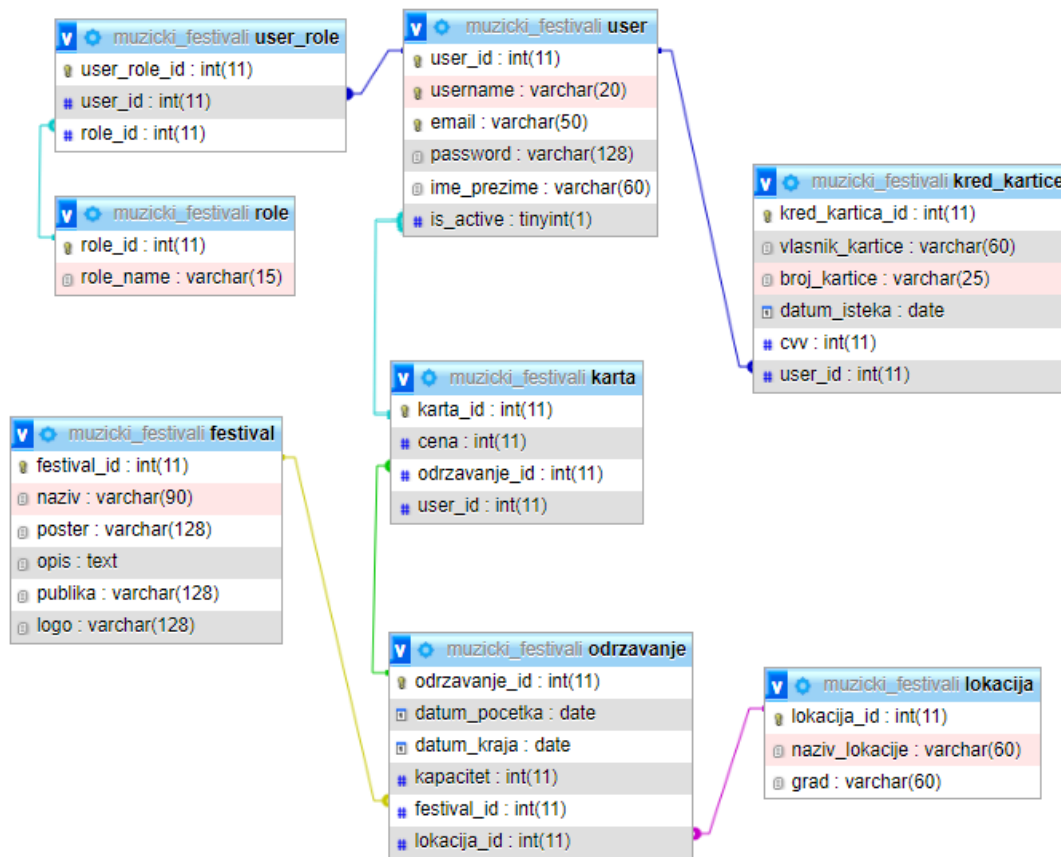 v muzicki_festivali user_role
user_role_id : int(11)
# user_id : int(11)
# role_id : int(11)
v muzicki_festivali role
role_id : int(11)
role_name : varchar(15)
v muzicki_festivali user
user_id : int(11)
username : varchar(20)
email : varchar(50)
password : varchar(128)
ime_prezime : varchar(60)
# is_active : tinyint(1)
v muzicki_festivali kred_kartice
kred_kartica_id : int(11)
vlasnik_kartice : varchar(60)
broj_kartice : varchar(25)
datum_isteka : date
# cvv : int(11)
# user_id : int(11)
v muzicki_festivali karta
karta_id : int(11)
# cena : int(11)
# odrzavanje_id : int(11)
# user_id : int(11)
v muzicki_festivali festival
festival_id : int(11)
naziv : varchar(90)
poster : varchar(128)
opis : text
publika : varchar(128)
logo : varchar(128)
v muzicki_festivali odrzavanje
odrzavanje_id : int(11)
datum_pocetka : date
datum_kraja : date
# kapacitet : int(11)
# festival_id : int(11)
# lokacija_id : int(11)
v muzicki_festivali lokacija
lokacija_id : int(11)
naziv_lokacije : varchar(60)
grad : varchar(60)